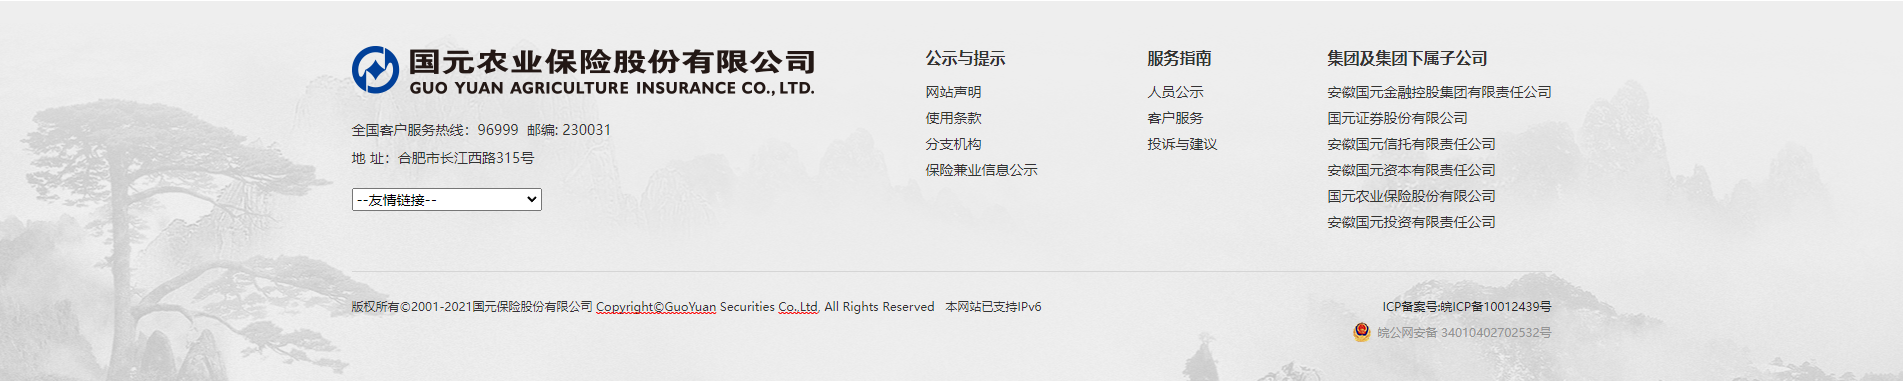 国元农业保险股份有限公司
GUO YUAN AGRICULTURE INSURANCE CO., LTD.
全国客户服务热线：96999 邮编: 230031
地 址：合肥市长江西路315号
--友情链接--
公示与提示
网站声明
使用条款
分支机构
保险兼业信息公示
服务指南
人员公示
客户服务
投诉与建议
集团及集团下属子公司
安徽国元金融控股集团有限责任公司
国元证券股份有限公司
安徽国元信托有限责任公司
安徽国元资本有限责任公司
国元农业保险股份有限公司
安徽国元投资有限责任公司
版权所有©2001-2021国元保险股份有限公司 Copyright©GuoYuan Securities Co.,Ltd, All Rights Reserved 本网站已支持IPv6
ICP备案号:皖ICP备10012439号
皖公网安备 34010402702532号